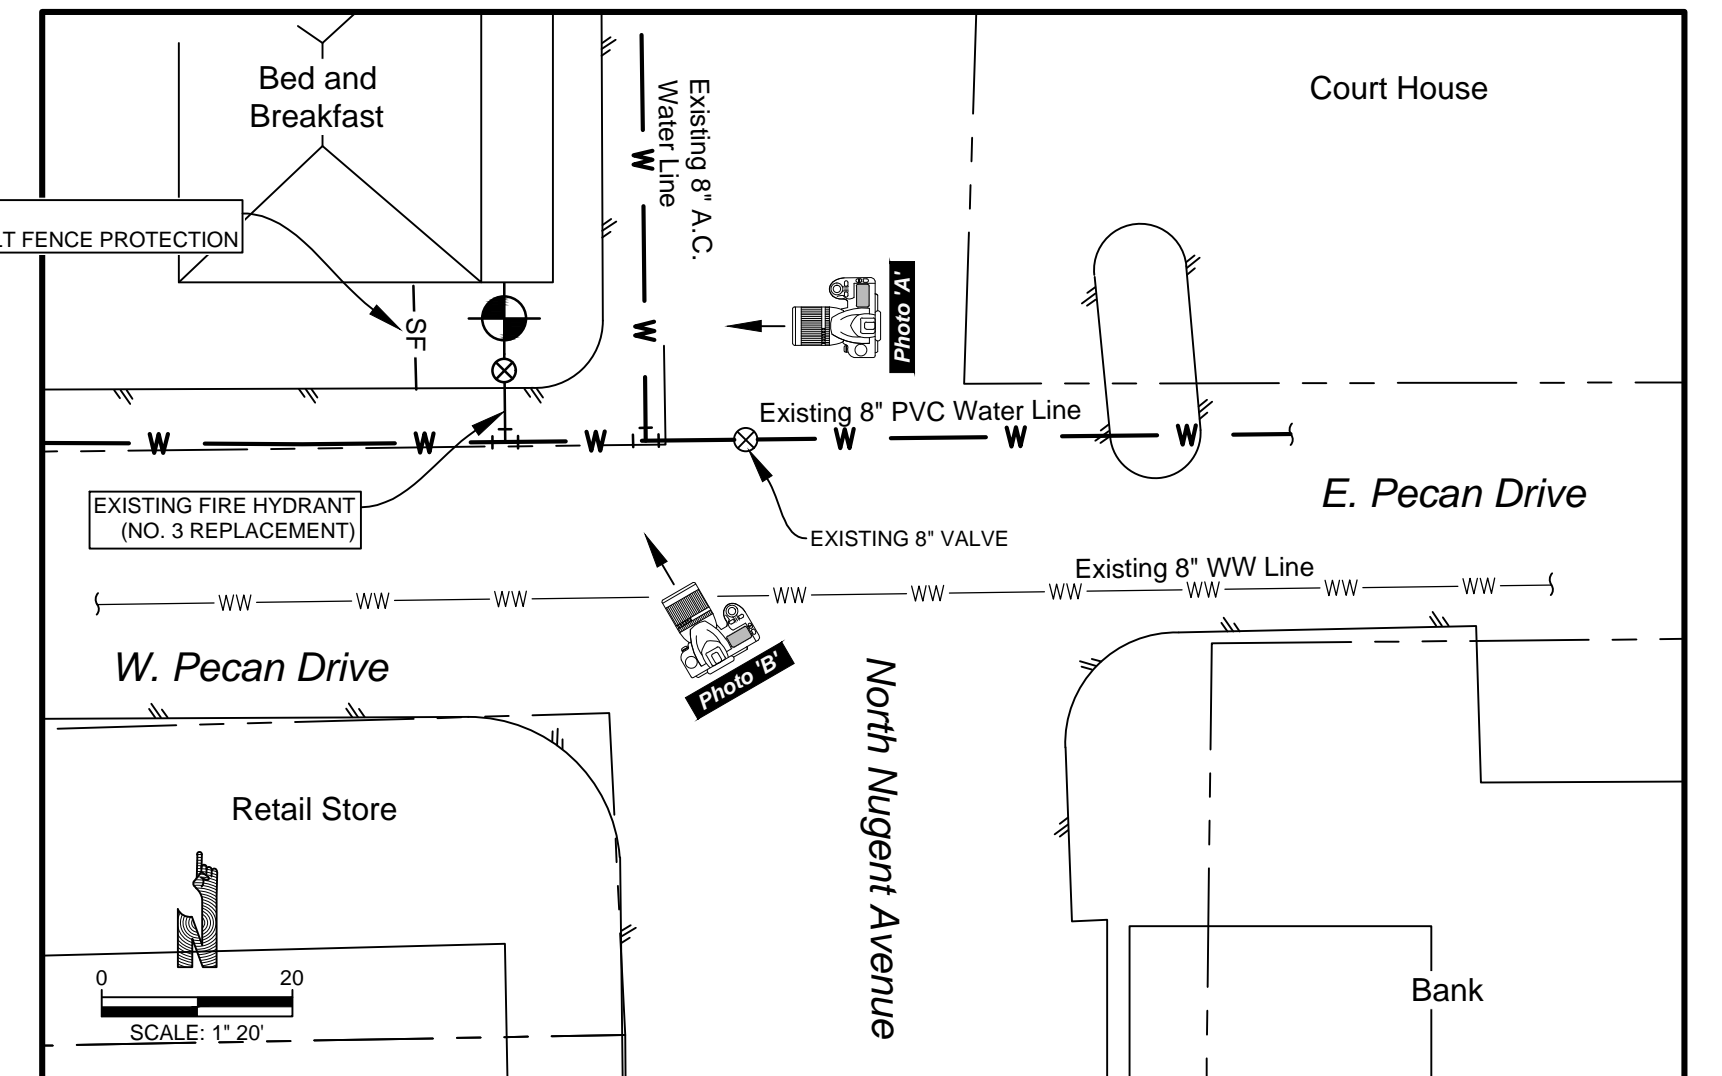 Bed and
Breakfast
Existing 8" A.C.
Water Line
Court House
FENCE PROTECTION
W
W
SF
Photo 'A'
Existing 8" PVC Water Line
W
W
W
W
W
W
E. Pecan Drive
EXISTING FIRE HYDRANT
(NO. 3 REPLACEMENT)
EXISTING 8" VALVE
Existing 8" WW Line
WW
WW
WW
WW
WW
WW
WW
WW
WW
W. Pecan Drive
Photo 'B'
North Nugent Avenue
Retail Store
N
0
20
SCALE: 1" 20'
Bank